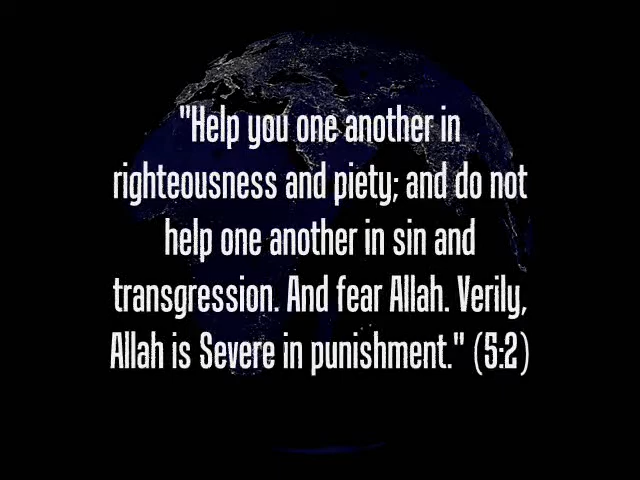 "Help you one another in
righteousness and piety; and do not
help one another in sin and
transgression. And fear Allah. Verily,
Allah is Severe in punishment." (5:2)